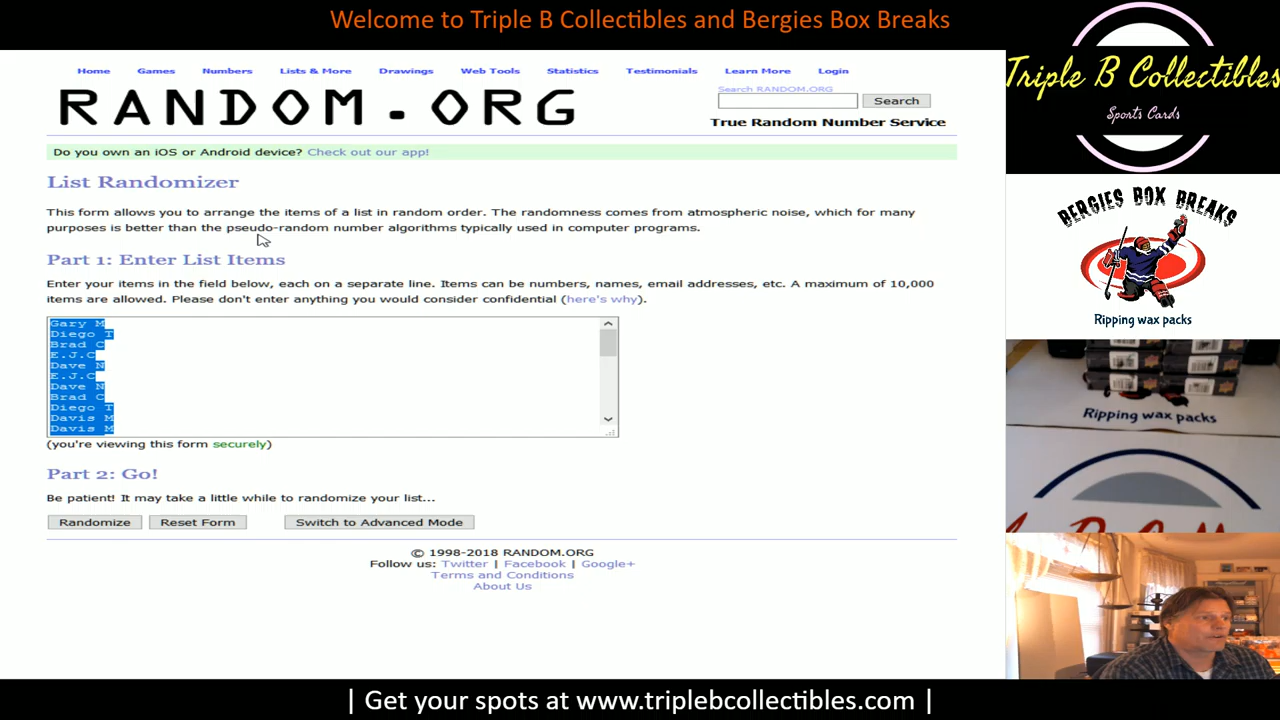 Welcome to Triple B Collectibles and Bergies Box Breaks
Home Games Numbers Lists & More Drawings Web Tools Statistics Testimonials Learn More Login
RANDOM.ORG
Search RANDOM.ORG
Search
True Random Number Service
Do you own an iOS or Android device? Check out our app!
List Randomizer
This form allows you to arrange the items of a list in random order. The randomness comes from atmospheric noise, which for many
purposes is better than the pseudo-random number algorithms typically used in computer programs.
Part 1: Enter List Items
Enter your items in the field below, each on a separate line. Items can be numbers, names, email addresses, etc. A maximum of 10,000
items are allowed. Please don't enter anything you would consider confidential (here's why).
Gary M
Diego T
Brad C
E.J.C
Dave N
E.J.C
Dave N
Brad C
Diego T
Davis M
Davis M
(you're viewing this form securely)
Part 2: Go!
Be patient! It may take a little while to randomize your list...
Randomize Reset Form Switch to Advanced Mode
© 1998-2018 RANDOM.ORG
Follow us: Twitter | Facebook | Google+
Terms and Conditions
About Us
Triple B Collectibles
Sports Cards
BERGIES BOX BREAKS
Ripping wax packs
Ripping wax packs
| Get your spots at www.triplebcollectibles.com |